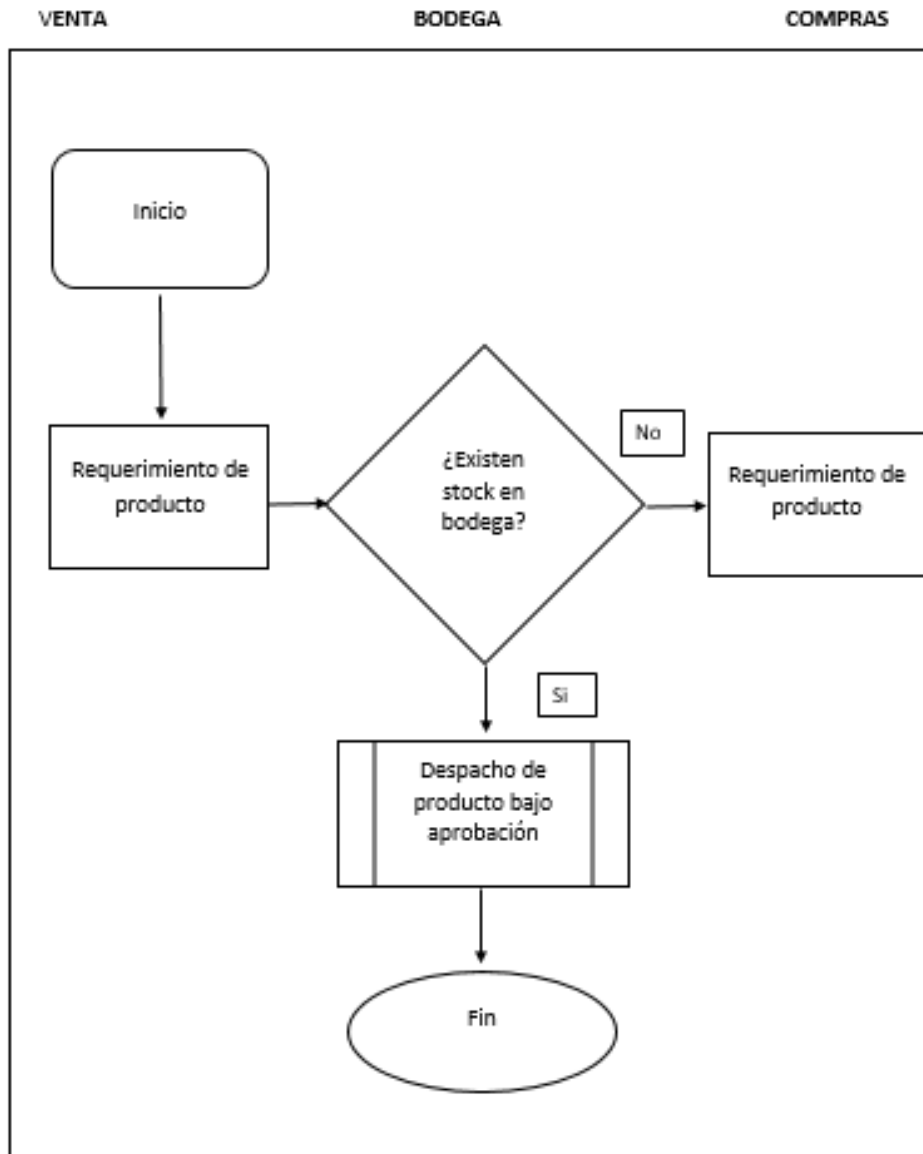 VENTA
BODEGA
COMPRAS
Inicio
Requerimiento de
producto
¿Existen
stock en
bodega?
No
Requerimiento de
producto
Si
Despacho de
producto bajo
aprobación
Fin